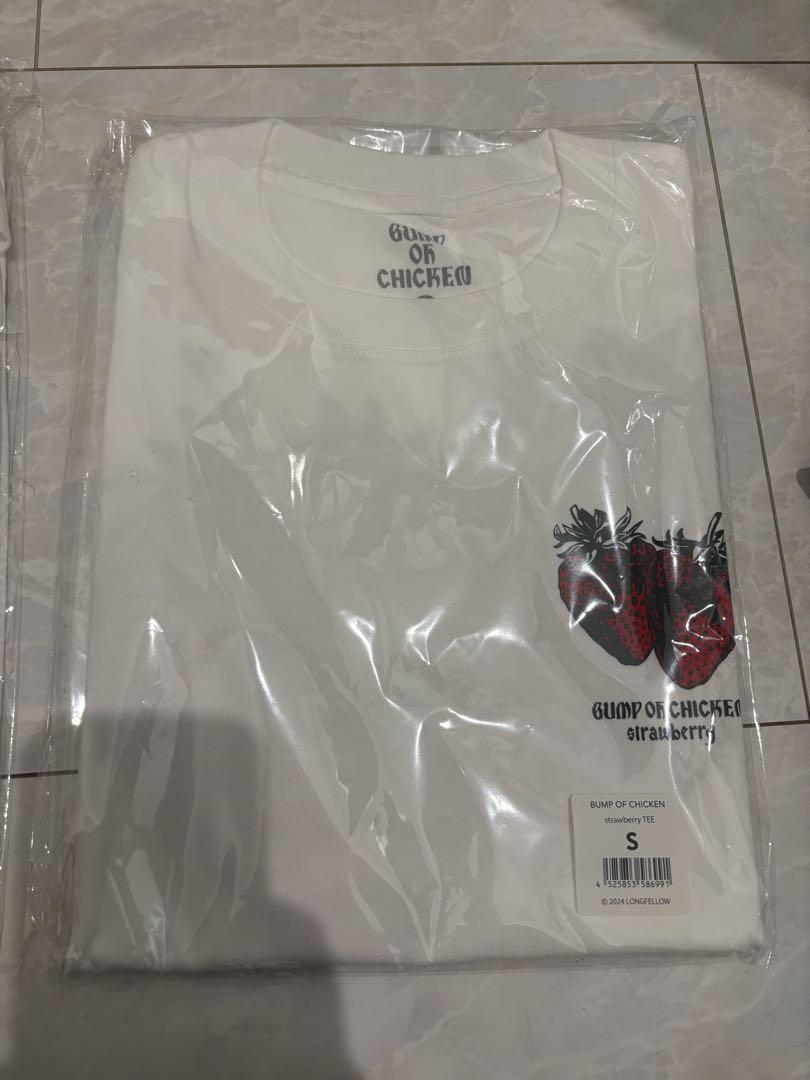 BUMP
OF
CHICKEN
BUMP OF CHICKEN
strawberry
BUMP OF CHICKEN
strawberry TEE
S
4 525853 586991
© 2024 LONGFELLOW